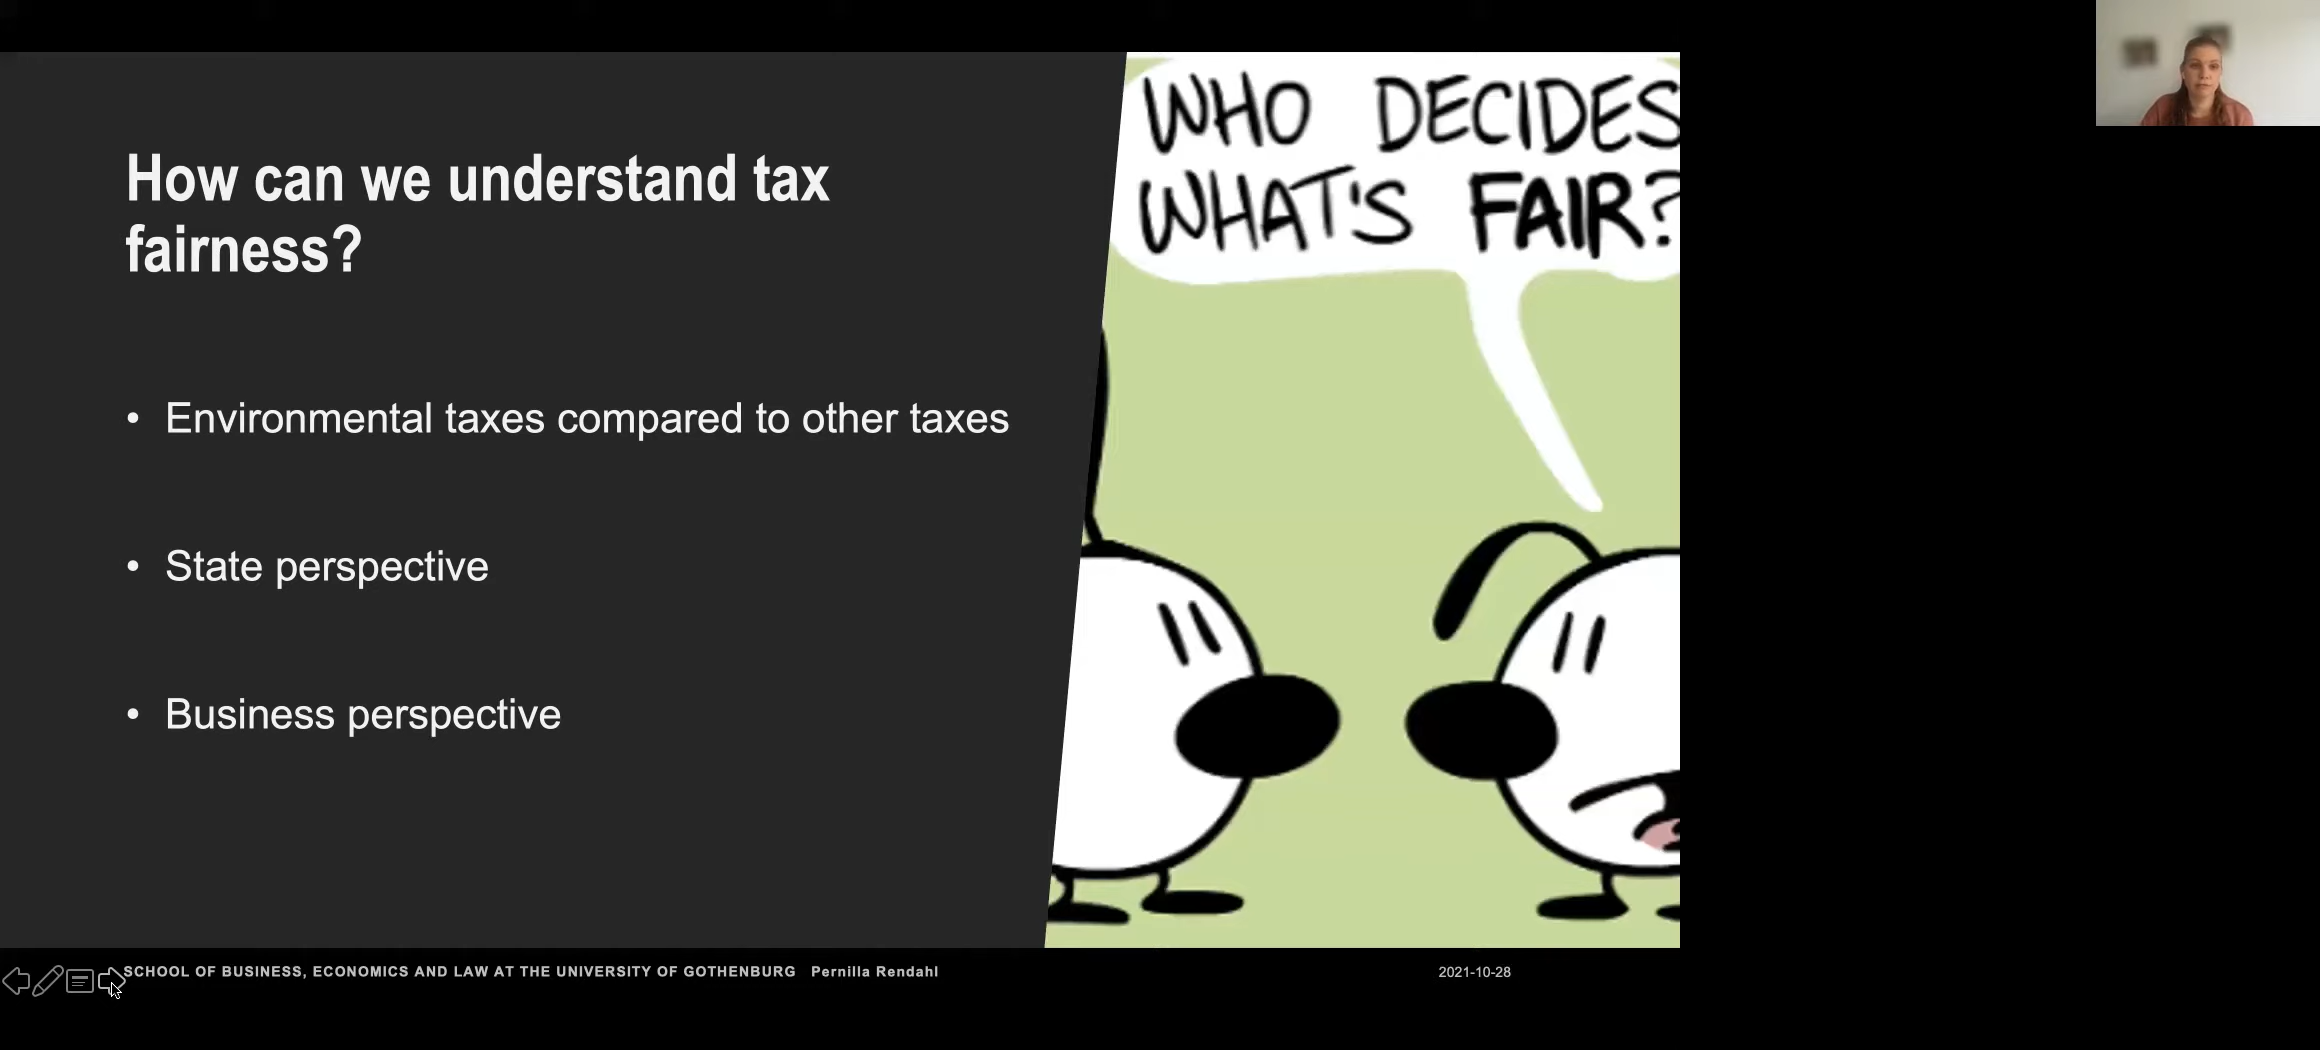 WHO DECIDES
WHAT'S FAIR?
How can we understand tax
fairness?
• Environmental taxes compared to other taxes
• State perspective
• Business perspective
SCHOOL OF BUSINESS, ECONOMICS AND LAW AT THE UNIVERSITY OF GOTHENBURG Pernilla Rendahl
2021-10-28